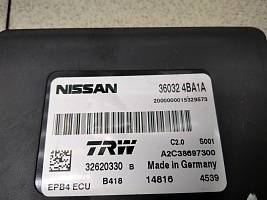 NISSAN 36032 4BA1A
2000000015329573
TRW C2.0 S001
A2C38697300
32620330 B Made in Germany
EPB4 ECU B418 14816 4539